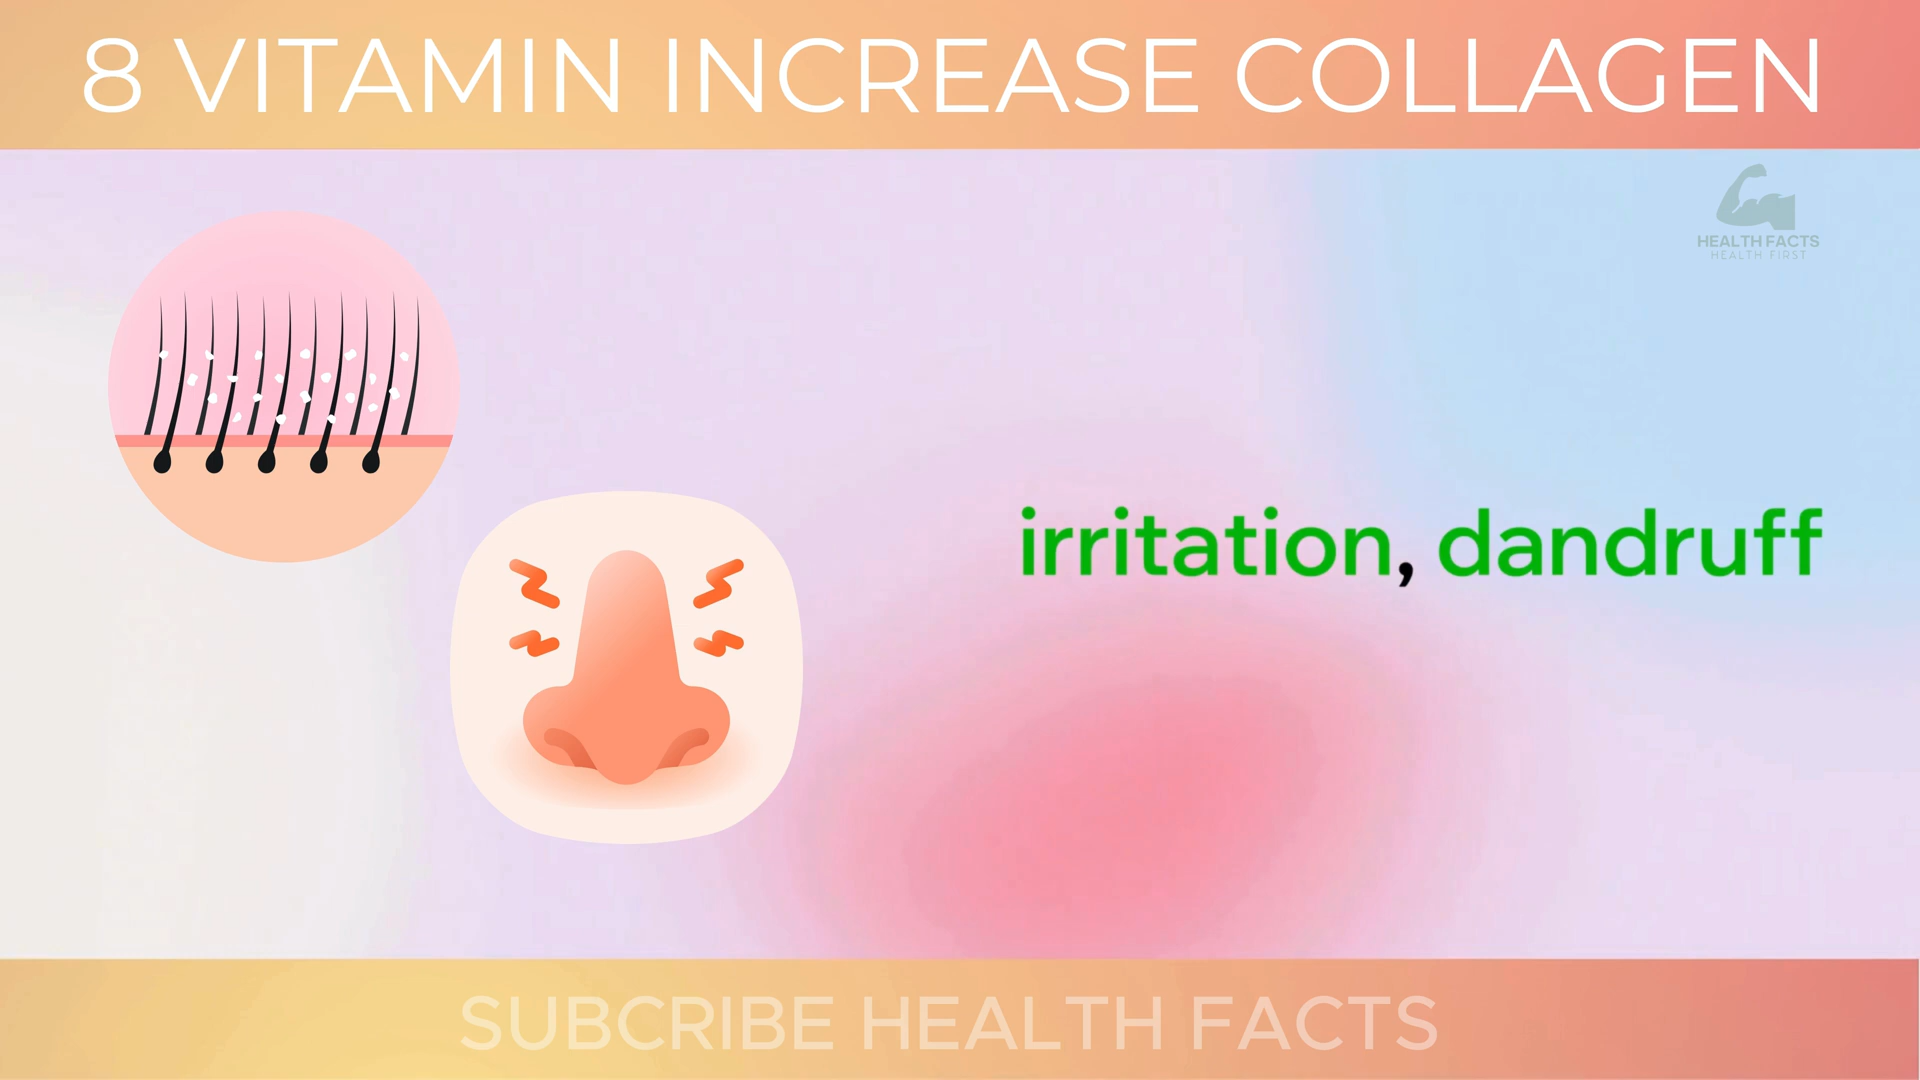 8 VITAMIN INCREASE COLLAGEN
HEALTH FACTS
HEALTH FIRST
irritation, dandruff
SUBCRIBE HEALTH FACTS